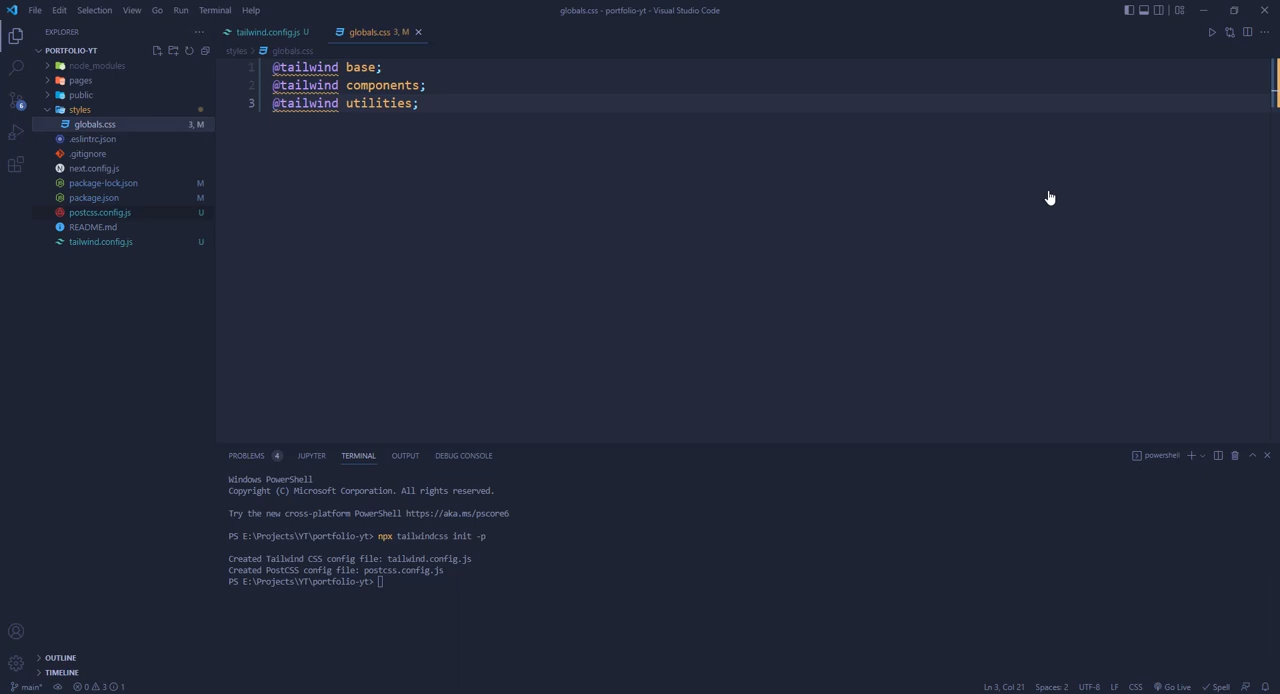 File Edit Selection View Go Run Terminal Help
globals.css - portfolio-yt - Visual Studio Code
EXPLORER
PORTFOLIO-YT
node_modules
pages
public
styles
globals.css 3, M
.eslintrc.json
.gitignore
next.config.js
package-lock.json M
package.json M
postcss.config.js U
README.md
tailwind.config.js U
OUTLINE
TIMELINE
6
tailwind.config.js U
globals.css 3, M
styles > globals.css
1 @tailwind base;
2 @tailwind components;
3 @tailwind utilities;
PROBLEMS 4 JUPYTER TERMINAL OUTPUT DEBUG CONSOLE
powershell
Windows PowerShell
Copyright (C) Microsoft Corporation. All rights reserved.
Try the new cross-platform PowerShell https://aka.ms/pscore6
PS E:\Projects\YT\portfolio-yt> npx tailwindcss init -p
Created Tailwind CSS config file: tailwind.config.js
Created PostCSS config file: postcss.config.js
PS E:\Projects\YT\portfolio-yt>
main* 0 3 1
Ln 3, Col 21 Spaces: 2 UTF-8 LF CSS Go Live Spell